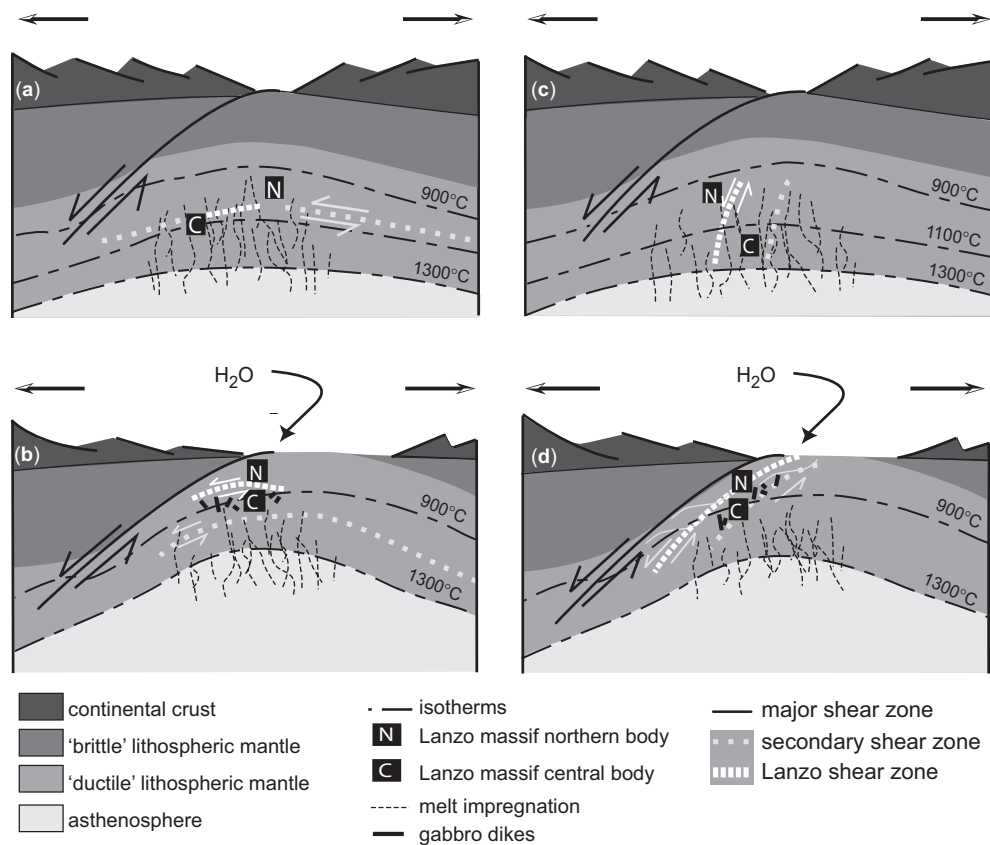 (a)
N
C
900°C
1300°C
(c)
N
C
900°C
1100°C
1300°C
H2O
(b)
N
C
900°C
1300°C
H2O
(d)
N
C
900°C
1300°C
continental crust
'brittle' lithospheric mantle
'ductile' lithospheric mantle
asthenosphere
isotherms
N Lanzo massif northern body
C Lanzo massif central body
melt impregnation
gabbro dikes
major shear zone
secondary shear zone
Lanzo shear zone